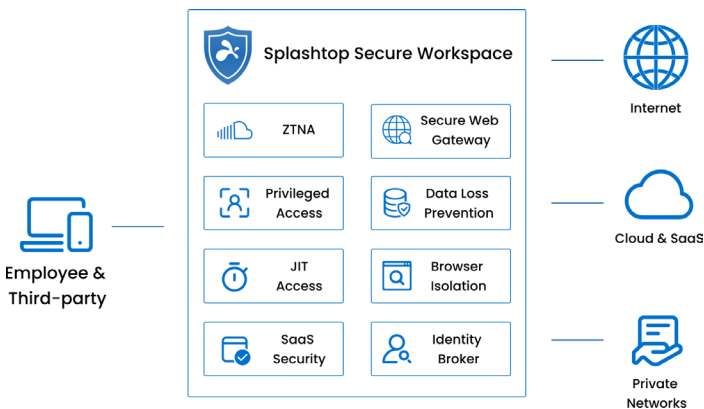 Splashtop Secure Workspace
ZTNA
Secure Web
Gateway
Privileged
Access
Data Loss
Prevention
JIT
Access
Browser
Isolation
SaaS
Security
Identity
Broker
Employee &
Third-party
Internet
Cloud & SaaS
Private
Networks